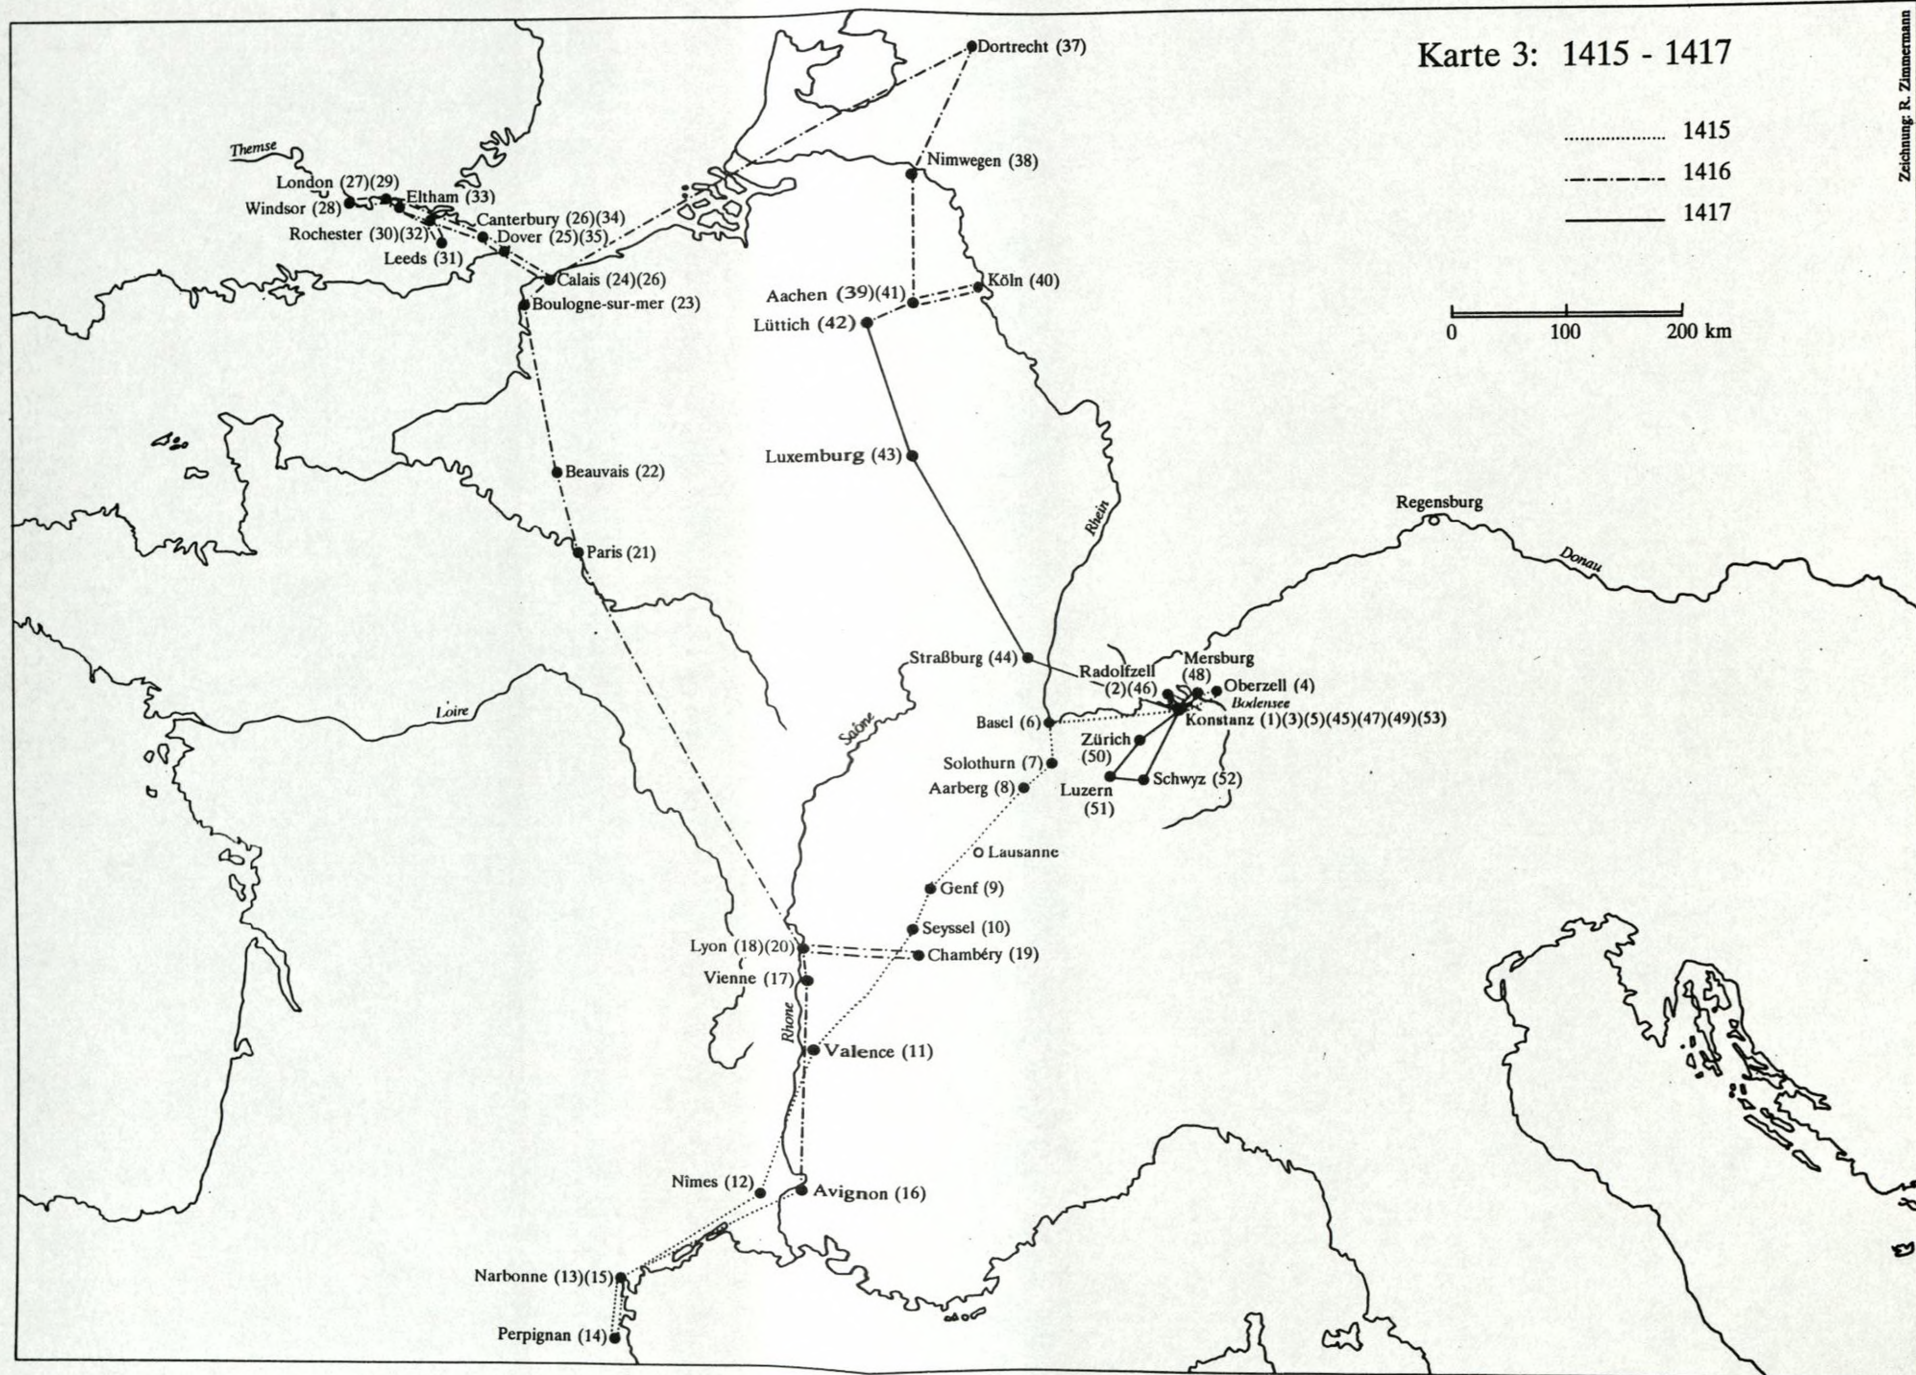 Karte 3: 1415 - 1417
1415
1416
1417
0 100 200 km
Zeichnung: R. Zimmermann
Dortrecht (37)
Themse
London (27)(29)
Windsor (28)
Eltham (33)
Rochester (30)(32)
Canterbury (26)(34)
Dover (25)(35)
Leeds (31)
Calais (24)(26)
Boulogne-sur-mer (23)
Nimwegen (38)
Aachen (39)(41)
Köln (40)
Lüttich (42)
Luxemburg (43)
Beauvais (22)
Paris (21)
Rhein
Regensburg
Donau
Straßburg (44)
Radolfzell
(2)(46)
Mersburg
(48)
Oberzell (4)
Bodensee
Konstanz (1)(3)(5)(45)(47)(49)(53)
Loire
Saône
Basel (6)
Zürich
(50)
Solothurn (7)
Aarberg (8)
Luzern
(51)
Schwyz (52)
Lausanne
Genf (9)
Seyssel (10)
Lyon (18)(20)
Chambéry (19)
Vienne (17)
Rhone
Valence (11)
Nîmes (12)
Avignon (16)
Narbonne (13)(15)
Perpignan (14)